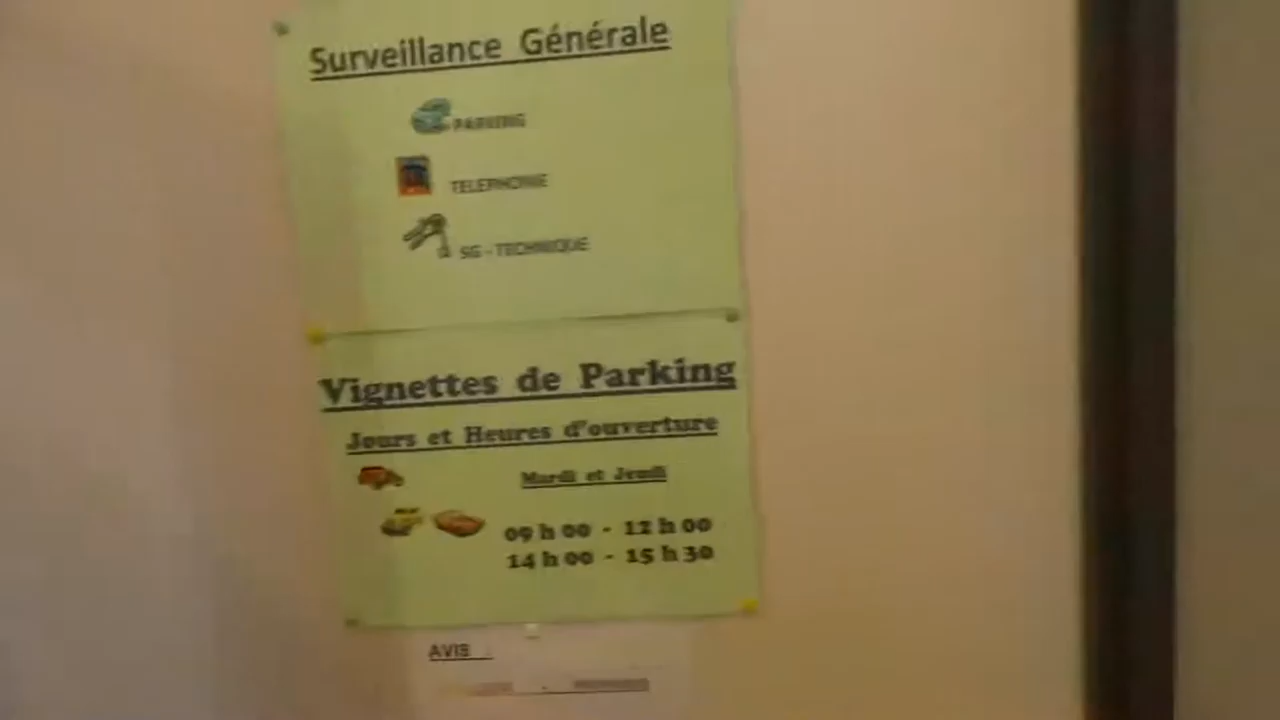 Surveillance Générale
PARKING
TELEPHONIE
SG - TECHNIQUE
Vignettes de Parking
Jours et Heures d'ouverture
Mardi et Jeudi
09 h 00 - 12 h 00
14 h 00 - 15 h 30
AVIS :